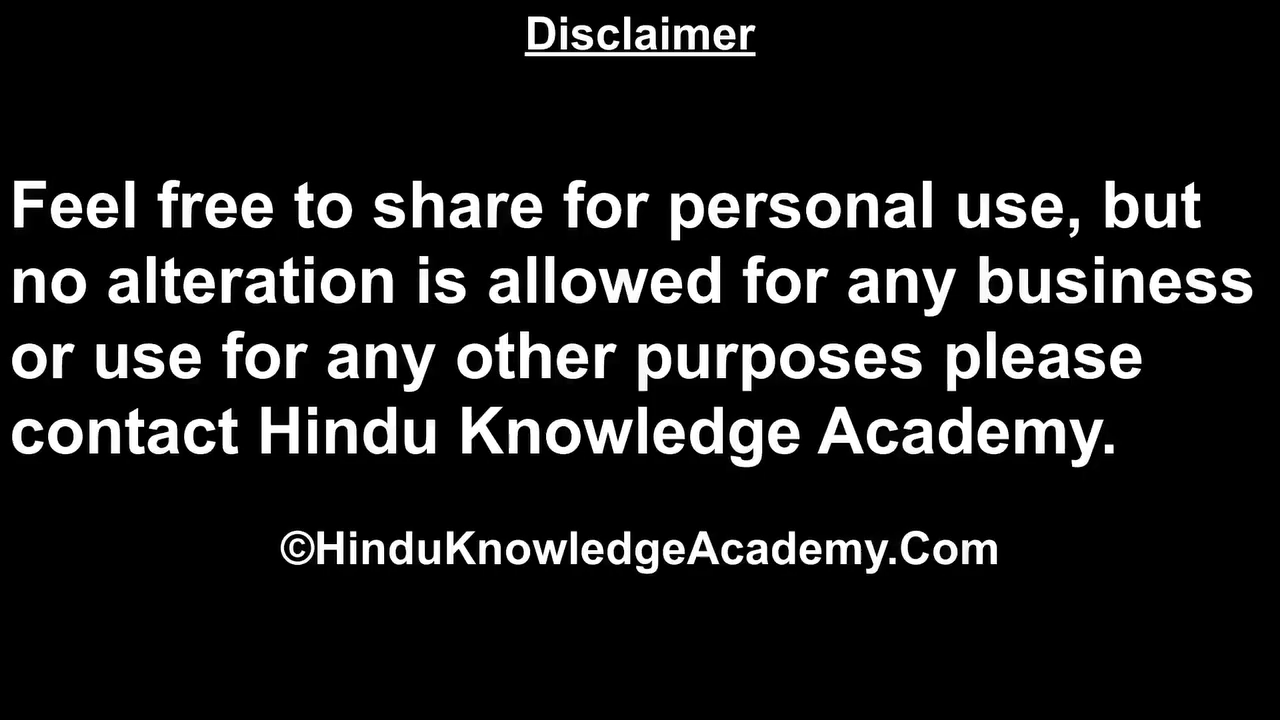 Disclaimer
Feel free to share for personal use, but
no alteration is allowed for any business
or use for any other purposes please
contact Hindu Knowledge Academy.
©HinduKnowledgeAcademy.Com